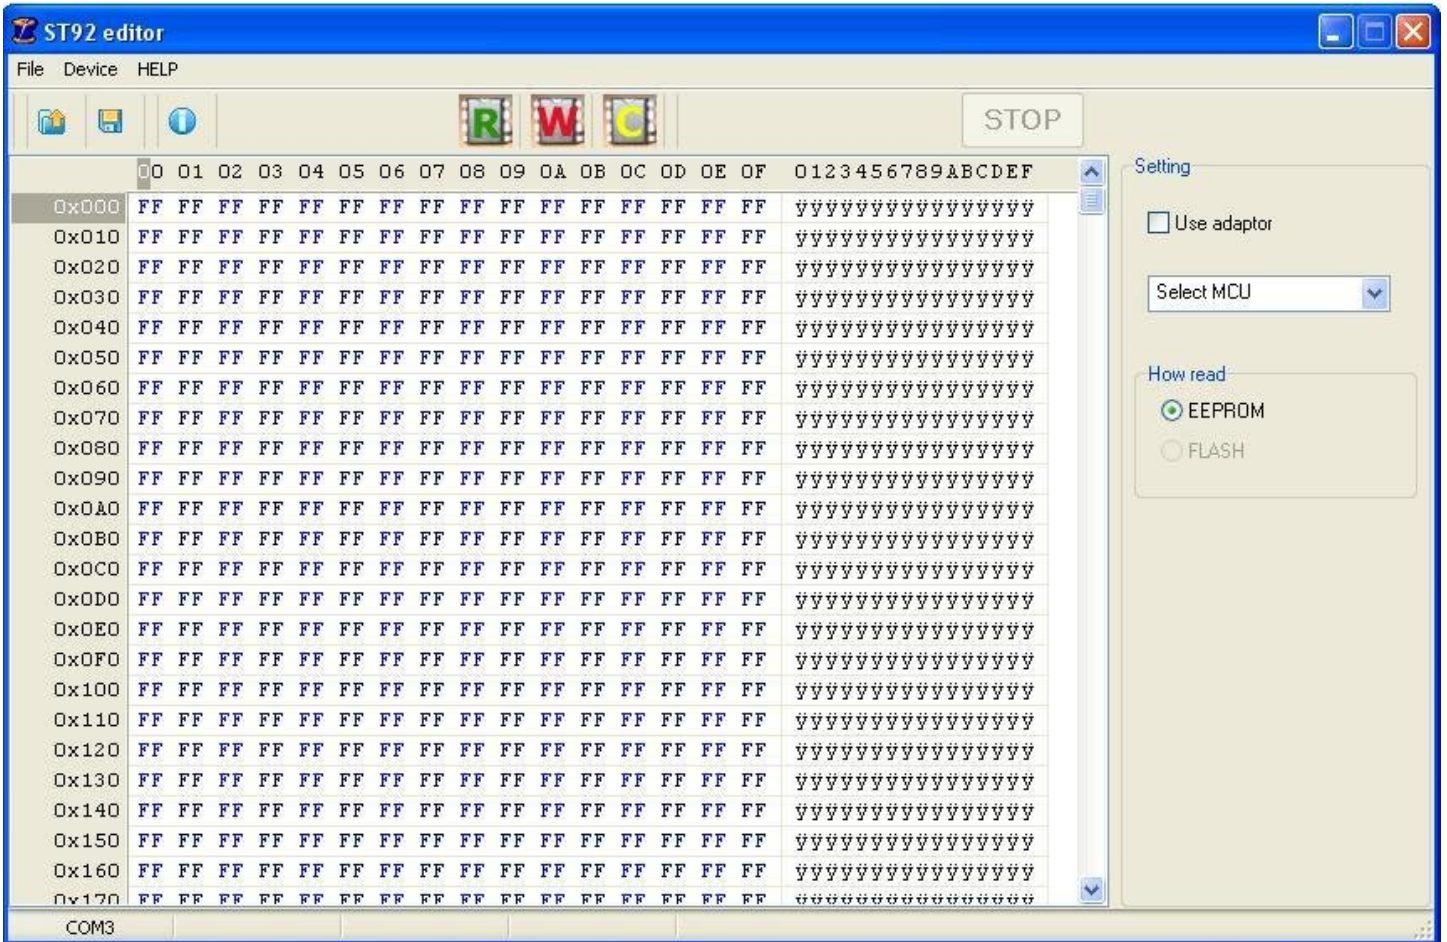 ST92 editor
File Device HELP
R W C STOP
00 01 02 03 04 05 06 07 08 09 0A 0B 0C 0D 0E 0F 0123456789ABCDEF
0x000 FF FF FF FF FF FF FF FF FF FF FF FF FF FF FF FF ÿÿÿÿÿÿÿÿÿÿÿÿÿÿÿÿ
0x010 FF FF FF FF FF FF FF FF FF FF FF FF FF FF FF FF ÿÿÿÿÿÿÿÿÿÿÿÿÿÿÿÿ
0x020 FF FF FF FF FF FF FF FF FF FF FF FF FF FF FF FF ÿÿÿÿÿÿÿÿÿÿÿÿÿÿÿÿ
0x030 FF FF FF FF FF FF FF FF FF FF FF FF FF FF FF FF ÿÿÿÿÿÿÿÿÿÿÿÿÿÿÿÿ
0x040 FF FF FF FF FF FF FF FF FF FF FF FF FF FF FF FF ÿÿÿÿÿÿÿÿÿÿÿÿÿÿÿÿ
0x050 FF FF FF FF FF FF FF FF FF FF FF FF FF FF FF FF ÿÿÿÿÿÿÿÿÿÿÿÿÿÿÿÿ
0x060 FF FF FF FF FF FF FF FF FF FF FF FF FF FF FF FF ÿÿÿÿÿÿÿÿÿÿÿÿÿÿÿÿ
0x070 FF FF FF FF FF FF FF FF FF FF FF FF FF FF FF FF ÿÿÿÿÿÿÿÿÿÿÿÿÿÿÿÿ
0x080 FF FF FF FF FF FF FF FF FF FF FF FF FF FF FF FF ÿÿÿÿÿÿÿÿÿÿÿÿÿÿÿÿ
0x090 FF FF FF FF FF FF FF FF FF FF FF FF FF FF FF FF ÿÿÿÿÿÿÿÿÿÿÿÿÿÿÿÿ
0x0A0 FF FF FF FF FF FF FF FF FF FF FF FF FF FF FF FF ÿÿÿÿÿÿÿÿÿÿÿÿÿÿÿÿ
0x0B0 FF FF FF FF FF FF FF FF FF FF FF FF FF FF FF FF ÿÿÿÿÿÿÿÿÿÿÿÿÿÿÿÿ
0x0C0 FF FF FF FF FF FF FF FF FF FF FF FF FF FF FF FF ÿÿÿÿÿÿÿÿÿÿÿÿÿÿÿÿ
0x0D0 FF FF FF FF FF FF FF FF FF FF FF FF FF FF FF FF ÿÿÿÿÿÿÿÿÿÿÿÿÿÿÿÿ
0x0E0 FF FF FF FF FF FF FF FF FF FF FF FF FF FF FF FF ÿÿÿÿÿÿÿÿÿÿÿÿÿÿÿÿ
0x0F0 FF FF FF FF FF FF FF FF FF FF FF FF FF FF FF FF ÿÿÿÿÿÿÿÿÿÿÿÿÿÿÿÿ
0x100 FF FF FF FF FF FF FF FF FF FF FF FF FF FF FF FF ÿÿÿÿÿÿÿÿÿÿÿÿÿÿÿÿ
0x110 FF FF FF FF FF FF FF FF FF FF FF FF FF FF FF FF ÿÿÿÿÿÿÿÿÿÿÿÿÿÿÿÿ
0x120 FF FF FF FF FF FF FF FF FF FF FF FF FF FF FF FF ÿÿÿÿÿÿÿÿÿÿÿÿÿÿÿÿ
0x130 FF FF FF FF FF FF FF FF FF FF FF FF FF FF FF FF ÿÿÿÿÿÿÿÿÿÿÿÿÿÿÿÿ
0x140 FF FF FF FF FF FF FF FF FF FF FF FF FF FF FF FF ÿÿÿÿÿÿÿÿÿÿÿÿÿÿÿÿ
0x150 FF FF FF FF FF FF FF FF FF FF FF FF FF FF FF FF ÿÿÿÿÿÿÿÿÿÿÿÿÿÿÿÿ
0x160 FF FF FF FF FF FF FF FF FF FF FF FF FF FF FF FF ÿÿÿÿÿÿÿÿÿÿÿÿÿÿÿÿ
0x170 FF FF FF FF FF FF FF FF FF FF FF FF FF FF FF FF ÿÿÿÿÿÿÿÿÿÿÿÿÿÿÿÿ
Setting
Use adaptor
Select MCU
How read
EEPROM
FLASH
COM3